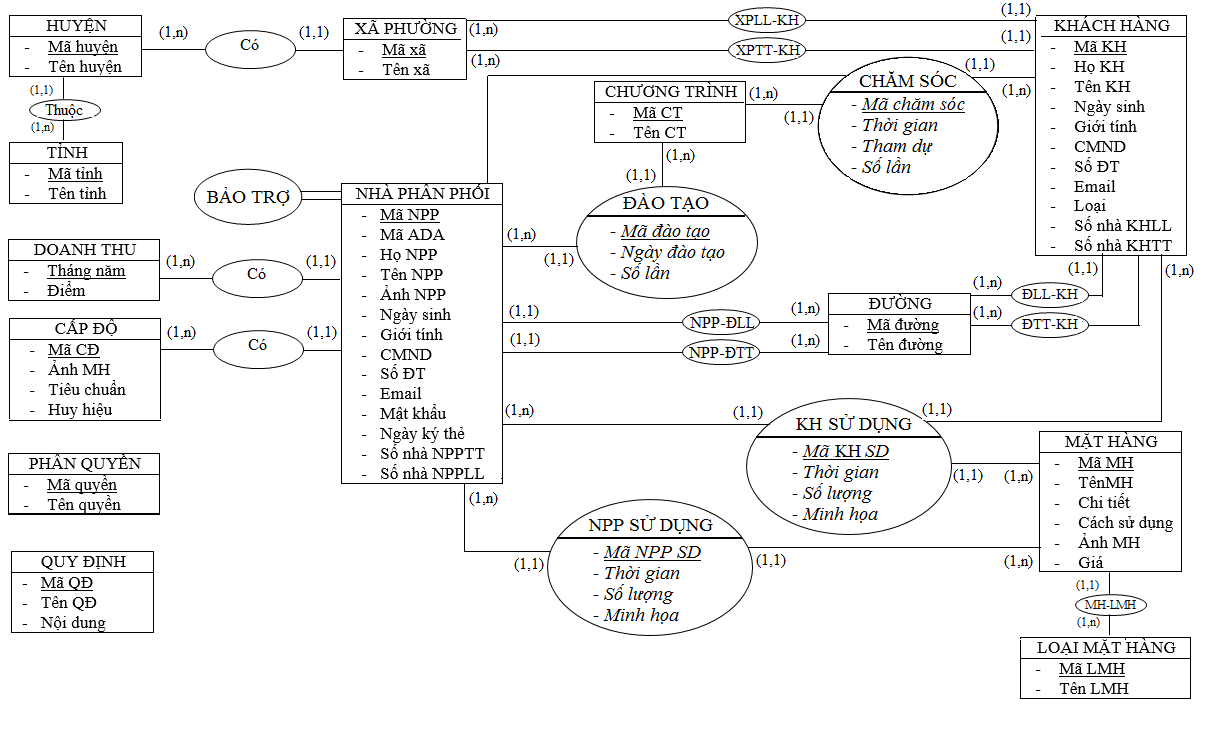 HUYỆN
- Mã huyện
- Tên huyện
(1,n)
Có
(1,1)
XÃ PHƯỜNG
- Mã xã
- Tên xã
(1,n)
XPLL-KH
(1,1)
(1,n)
XPTT-KH
(1,1)
KHÁCH HÀNG
- Mã KH
- Họ KH
- Tên KH
- Ngày sinh
- Giới tính
- CMND
- Số ĐT
- Email
- Loại
- Số nhà KHLL
- Số nhà KHTT
(1,1)
Thuộc
(1,n)
TỈNH
- Mã tỉnh
- Tên tỉnh
CHƯƠNG TRÌNH
- Mã CT
- Tên CT
(1,n)
(1,1)
CHĂM SÓC
- Mã chăm sóc
- Thời gian
- Tham dự
- Số lần
(1,1)
(1,n)
(1,n)
(1,1)
BẢO TRỢ
NHÀ PHÂN PHỐI
- Mã NPP
- Mã ADA
- Họ NPP
- Tên NPP
- Ảnh NPP
- Ngày sinh
- Giới tính
- CMND
- Số ĐT
- Email
- Mật khẩu
- Ngày ký thẻ
- Số nhà NPPTT
- Số nhà NPPLL
(1,n)
(1,1)
ĐÀO TẠO
- Mã đào tạo
- Ngày đào tạo
- Số lần
DOANH THU
- Tháng năm
- Điểm
(1,n)
Có
(1,1)
CẤP ĐỘ
- Mã CĐ
- Ảnh MH
- Tiêu chuẩn
- Huy hiệu
(1,n)
Có
(1,1)
(1,1)
NPP-ĐLL
(1,n)
(1,1)
NPP-ĐTT
(1,n)
ĐƯỜNG
- Mã đường
- Tên đường
(1,n)
ĐLL-KH
(1,1)
(1,n)
ĐTT-KH
(1,n)
(1,n)
(1,1)
KH SỬ DỤNG
- Mã KH SD
- Thời gian
- Số lượng
- Minh họa
(1,1)
(1,1)
(1,n)
MẶT HÀNG
- Mã MH
- TênMH
- Chi tiết
- Cách sử dụng
- Ảnh MH
- Giá
PHÂN QUYỀN
- Mã quyền
- Tên quyền
(1,n)
(1,1)
NPP SỬ DỤNG
- Mã NPP SD
- Thời gian
- Số lượng
- Minh họa
(1,1)
(1,n)
QUY ĐỊNH
- Mã QĐ
- Tên QĐ
- Nội dung
(1,1)
MH-LMH
(1,n)
LOẠI MẶT HÀNG
- Mã LMH
- Tên LMH